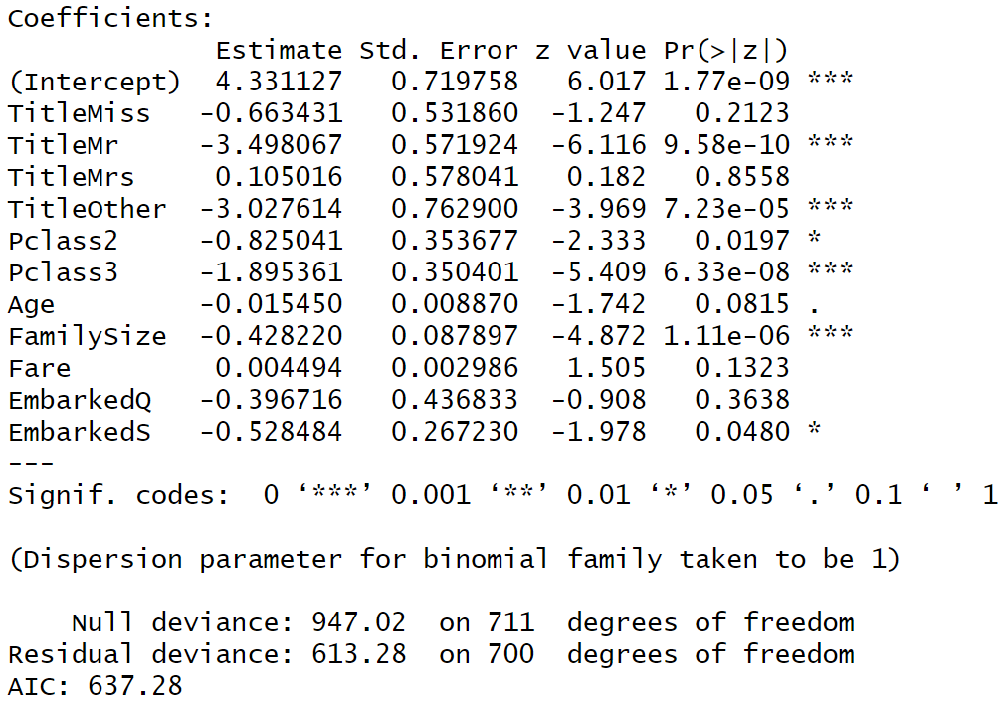 Coefficients:
             Estimate Std. Error z value Pr(>|z|)
(Intercept)  4.331127   0.719758   6.017 1.77e-09 ***
TitleMiss   -0.663431   0.531860  -1.247   0.2123
TitleMr     -3.498067   0.571924  -6.116 9.58e-10 ***
TitleMrs     0.105016   0.578041   0.182   0.8558
TitleOther  -3.027614   0.762900  -3.969 7.23e-05 ***
Pclass2     -0.825041   0.353677  -2.333   0.0197 *
Pclass3     -1.895361   0.350401  -5.409 6.33e-08 ***
Age         -0.015450   0.008870  -1.742   0.0815 .
FamilySize  -0.428220   0.087897  -4.872 1.11e-06 ***
Fare         0.004494   0.002986   1.505   0.1323
EmbarkedQ   -0.396716   0.436833  -0.908   0.3638
EmbarkedS   -0.528484   0.267230  -1.978   0.0480 *
---
Signif. codes:  0 ‘***’ 0.001 ‘**’ 0.01 ‘*’ 0.05 ‘.’ 0.1 ‘ ’ 1
(Dispersion parameter for binomial family taken to be 1)
    Null deviance: 947.02  on 711  degrees of freedom
Residual deviance: 613.28  on 700  degrees of freedom
AIC: 637.28